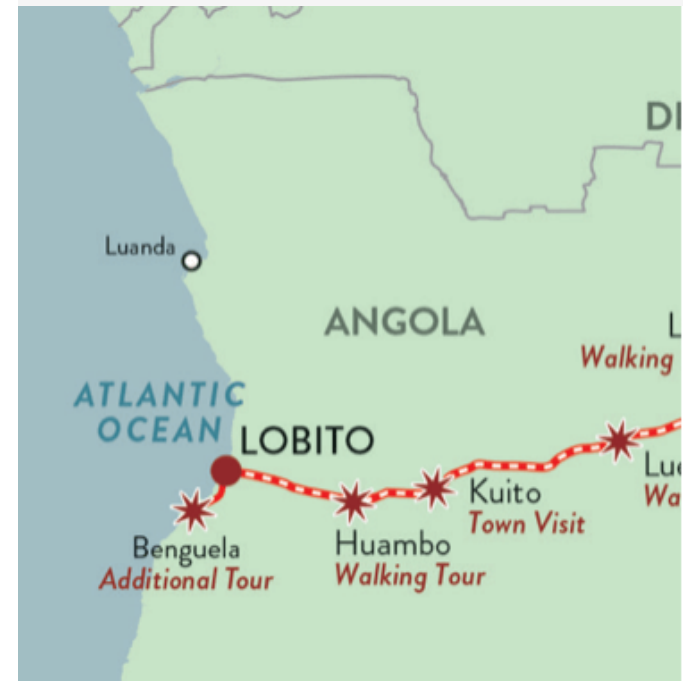 Luanda
ANGOLA
Walking
ATLANTIC
OCEAN
LOBITO
Kuito
Town Visit
Benguela
Additional Tour
Huambo
Walking Tour